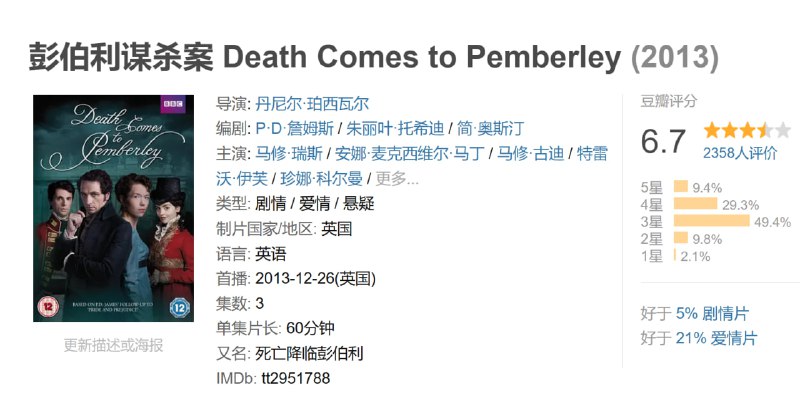 彭伯利谋杀案 Death Comes to Pemberley (2013)
BBC
Death Comes
to
Pemberley
12
BASED ON P.D. JAMES' FOLLOW UP TO
'PRIDE AND PREJUDICE'
12
更新描述或海报
导演: 丹尼尔·珀西瓦尔
编剧: P·D·詹姆斯 / 朱丽叶·托希迪 / 简·奥斯汀
主演: 马修·瑞斯 / 安娜·麦克西维尔·马丁 / 马修·古迪 / 特雷
沃·伊芙 / 珍娜·科尔曼 / 更多...
类型: 剧情 / 爱情 / 悬疑
制片国家/地区: 英国
语言: 英语
首播: 2013-12-26(英国)
集数: 3
单集片长: 60分钟
又名: 死亡降临彭伯利
IMDb: tt2951788
豆瓣评分
6.7
2358人评价
5星 9.4%
4星 29.3%
3星 49.4%
2星 9.8%
1星 2.1%
好于 5% 剧情片
好于 21% 爱情片